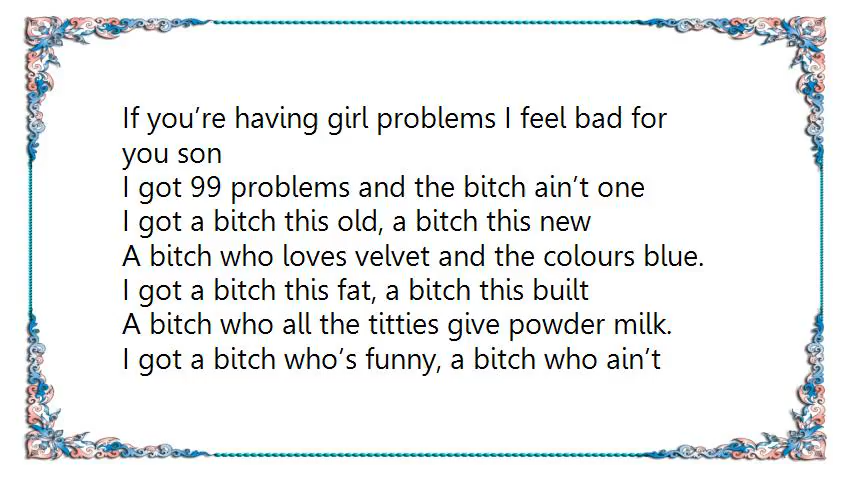 If you’re having girl problems I feel bad for
you son
I got 99 problems and the bitch ain’t one
I got a bitch this old, a bitch this new
A bitch who loves velvet and the colours blue.
I got a bitch this fat, a bitch this built
A bitch who all the titties give powder milk.
I got a bitch who’s funny, a bitch who ain’t